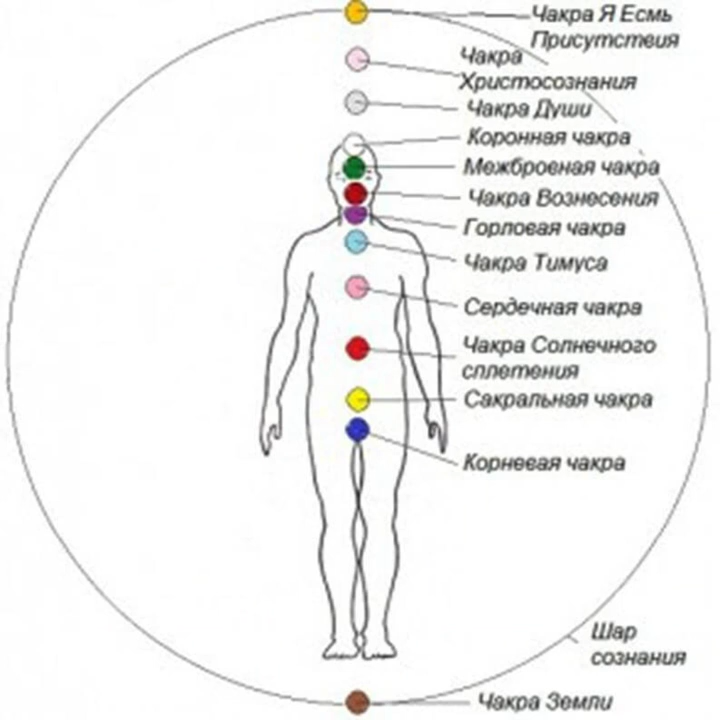 Чакра Я Есмь
Присутствия
Чакра
Христосознания
Чакра Души
Коронная чакра
Межбровная чакра
Чакра Вознесения
Горловая чакра
Чакра Тимуса
Сердечная чакра
Чакра Солнечного
сплетения
Сакральная чакра
Корневая чакра
Шар
сознания
Чакра Земли